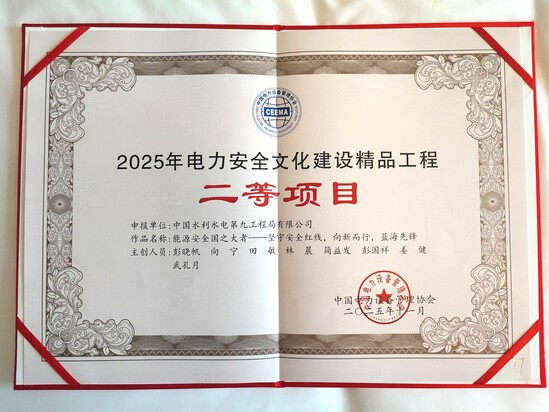 CEEMA
2025年电力安全文化建设精品工程
二等项目
申报单位:中国水利水电第九工程局有限公司
作品名称:能源安全国之大者——坚守安全红线,向新而行,蓝海先锋
主创人员:彭晓帆 向 宁 田 敏 林 晨 简益发 彭国祥 姜 健
武孔月
中国电力设备管理协会
二〇二五年十一月